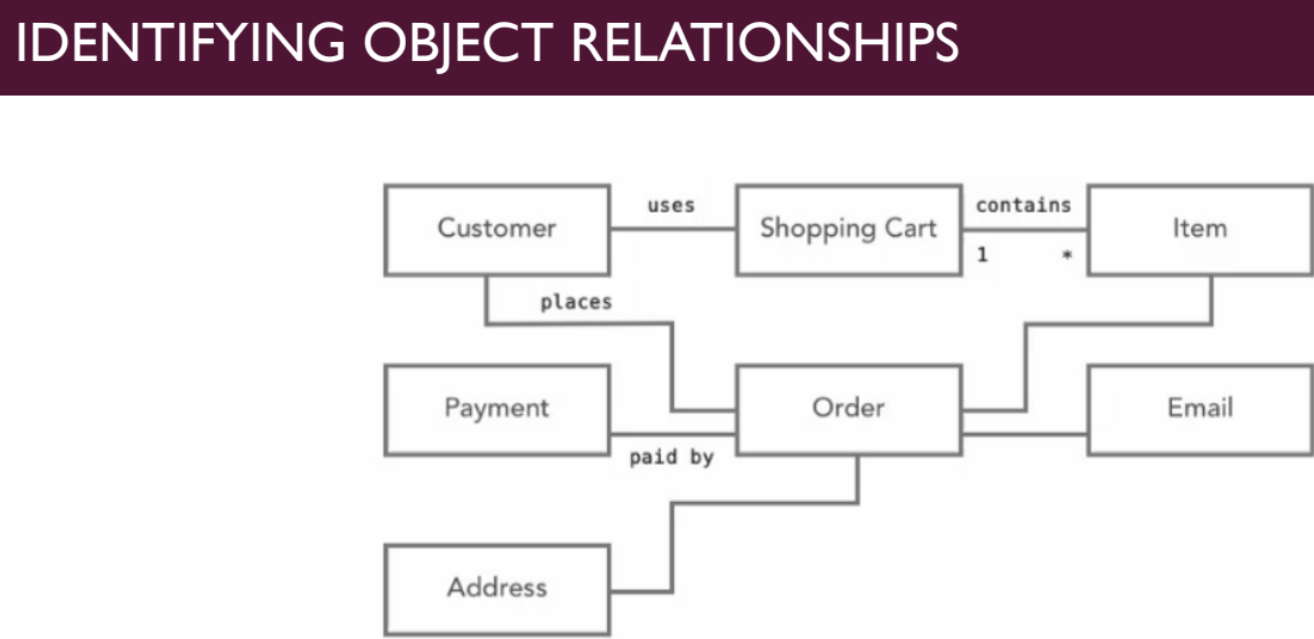 IDENTIFYING OBJECT RELATIONSHIPS
Customer
uses
Shopping Cart
contains
1
*
Item
places
Payment
paid by
Order
Email
Address